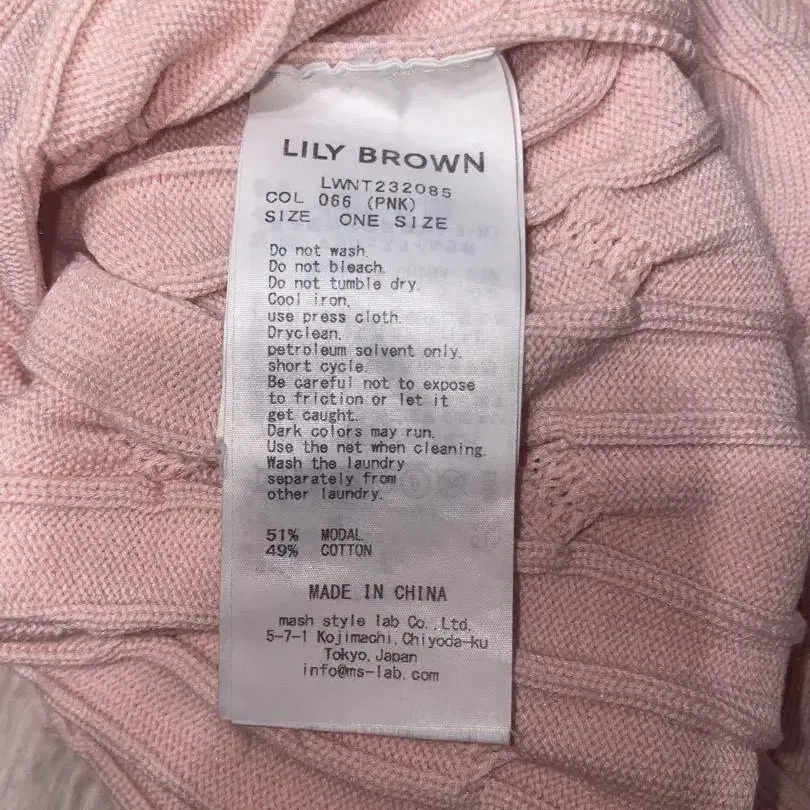 LILY BROWN
LWNT232085
COL 066 (PNK)
SIZE ONE SIZE
Do not wash.
Do not bleach.
Do not tumble dry.
Cool iron,
use press cloth.
Dryclean,
petroleum solvent only,
short cycle.
Be careful not to expose
to friction or let it
get caught.
Dark colors may run.
Use the net when cleaning.
Wash the laundry
separately from
other laundry.
51% MODAL
49% COTTON
MADE IN CHINA
mash style lab Co., Ltd.
5-7-1 Kojimachi, Chiyoda-ku
Tokyo, Japan
info@ms-lab.com